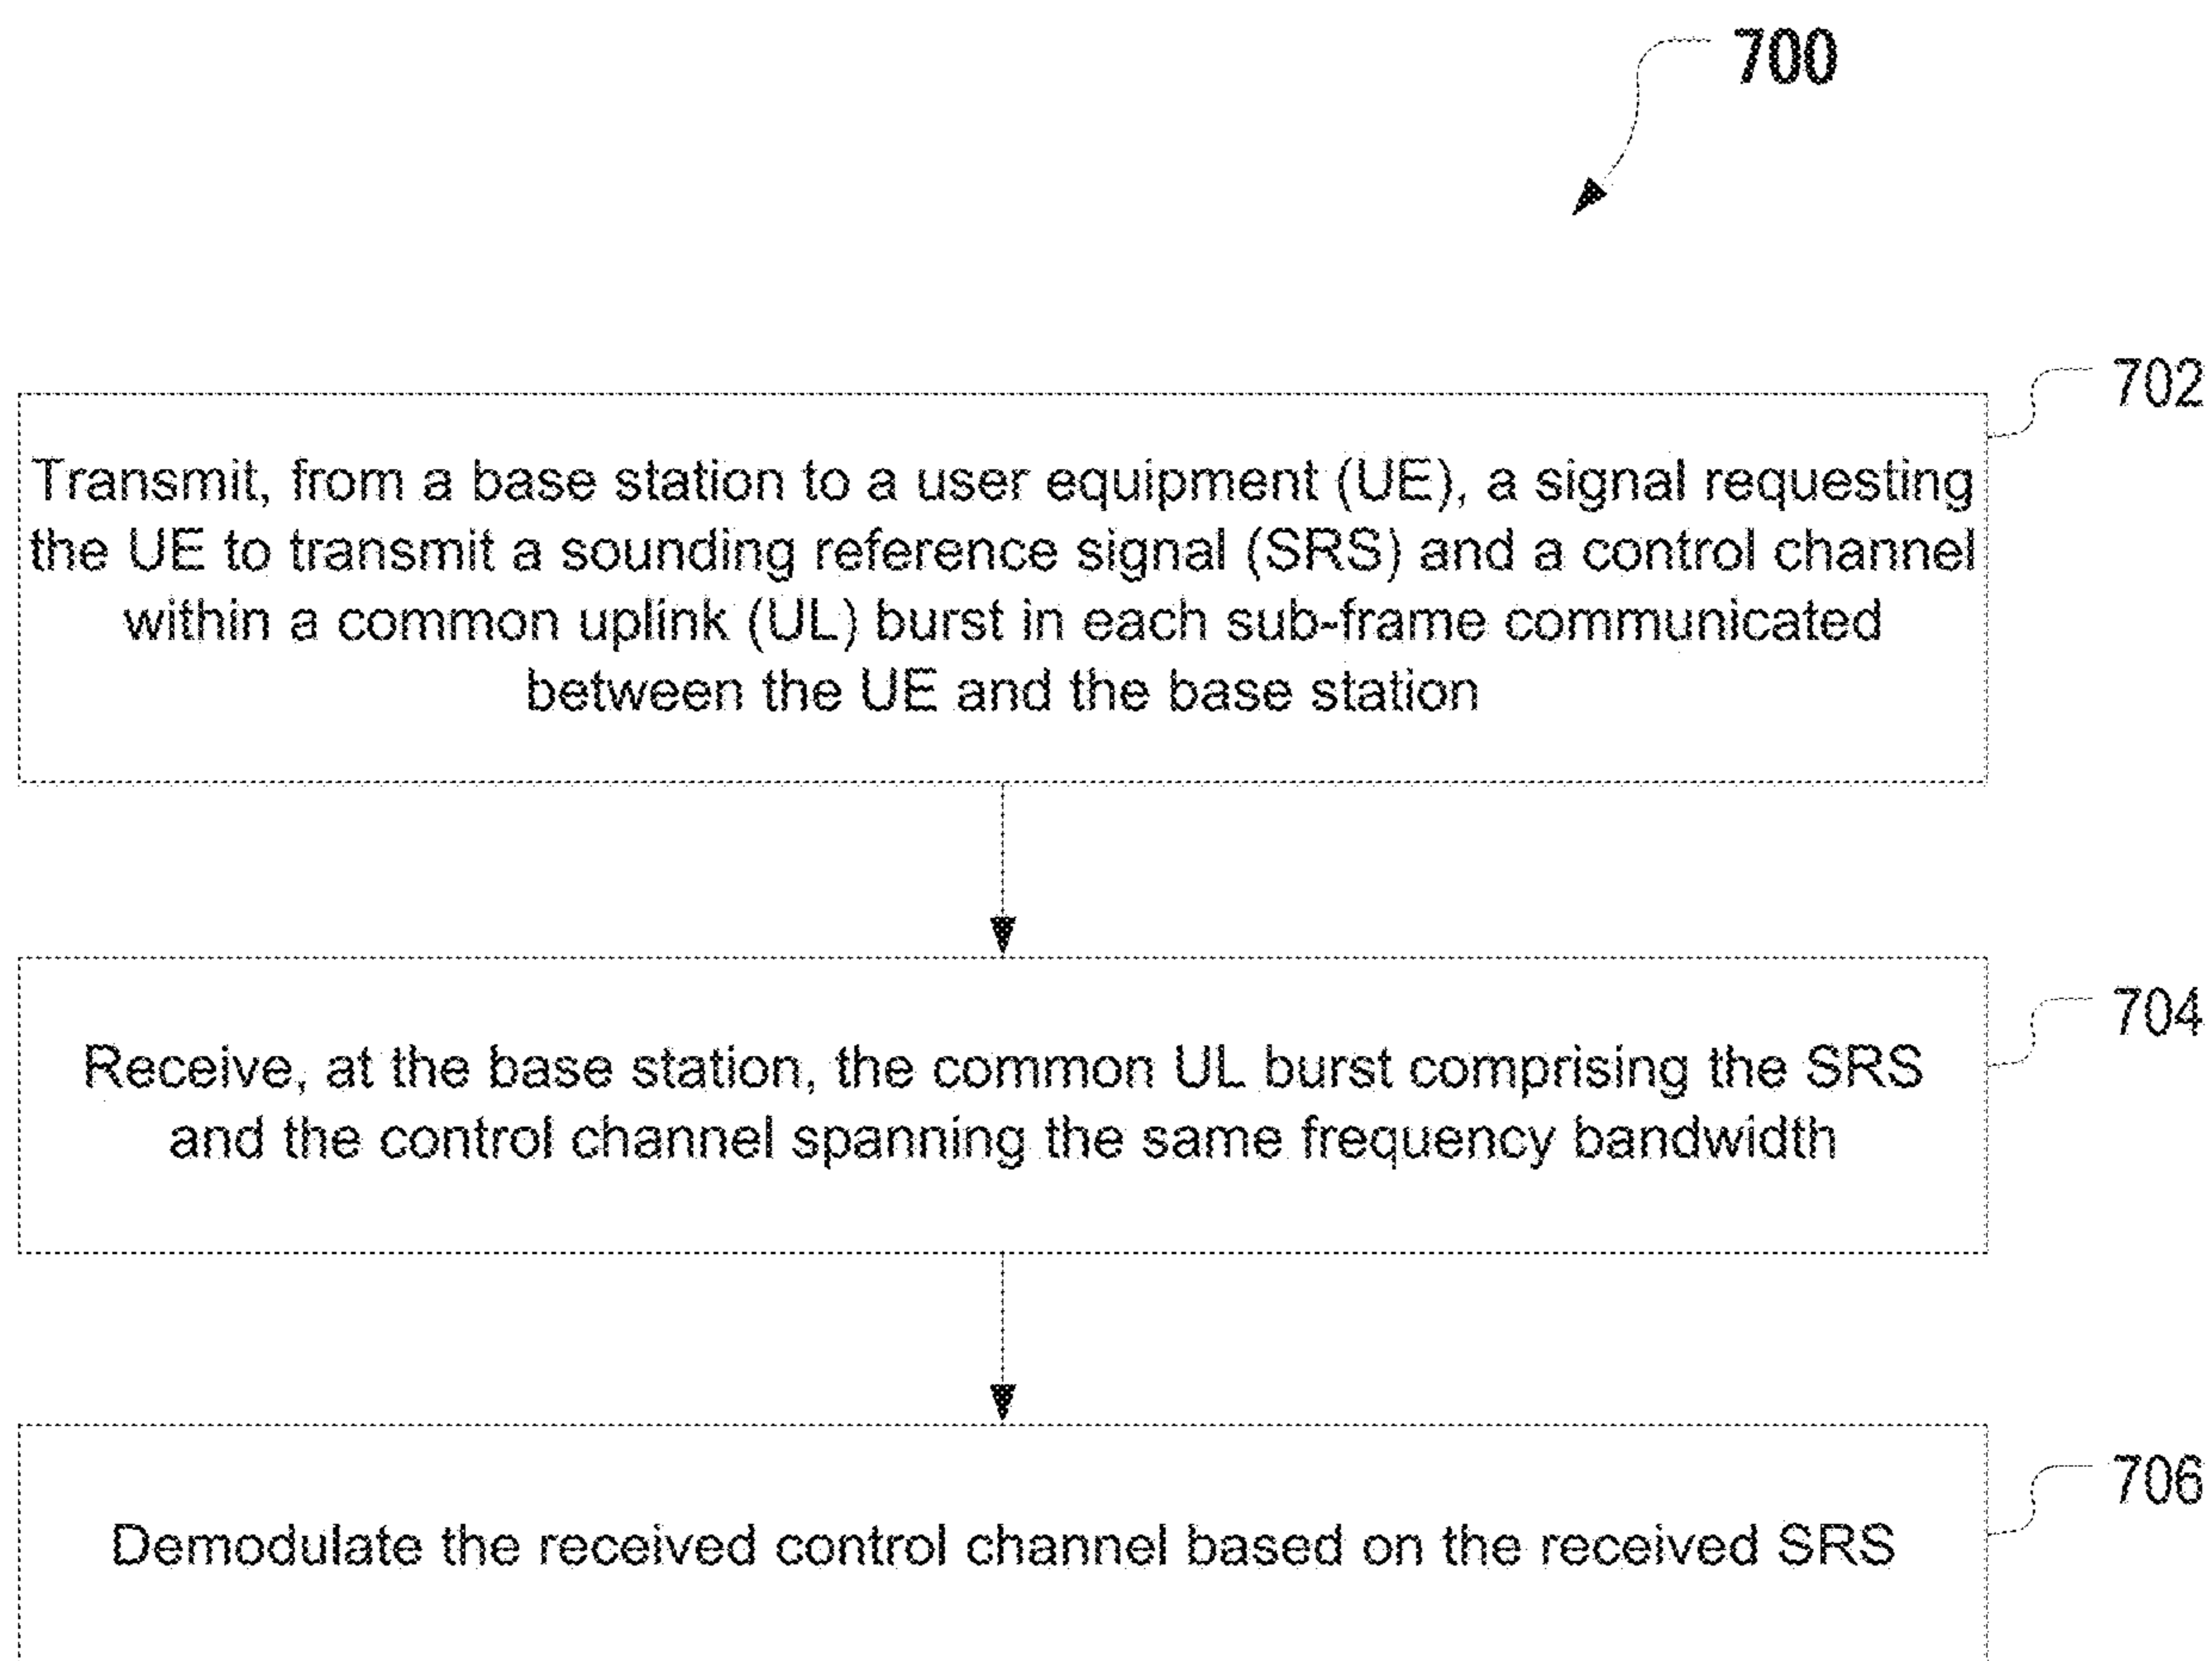 700
702
Transmit, from a base station to a user equipment (UE), a signal requesting
the UE to transmit a sounding reference signal (SRS) and a control channel
within a common uplink (UL) burst in each sub-frame communicated
between the UE and the base station
704
Receive, at the base station, the common UL burst comprising the SRS
and the control channel spanning the same frequency bandwidth
706
Demodulate the received control channel based on the received SRS